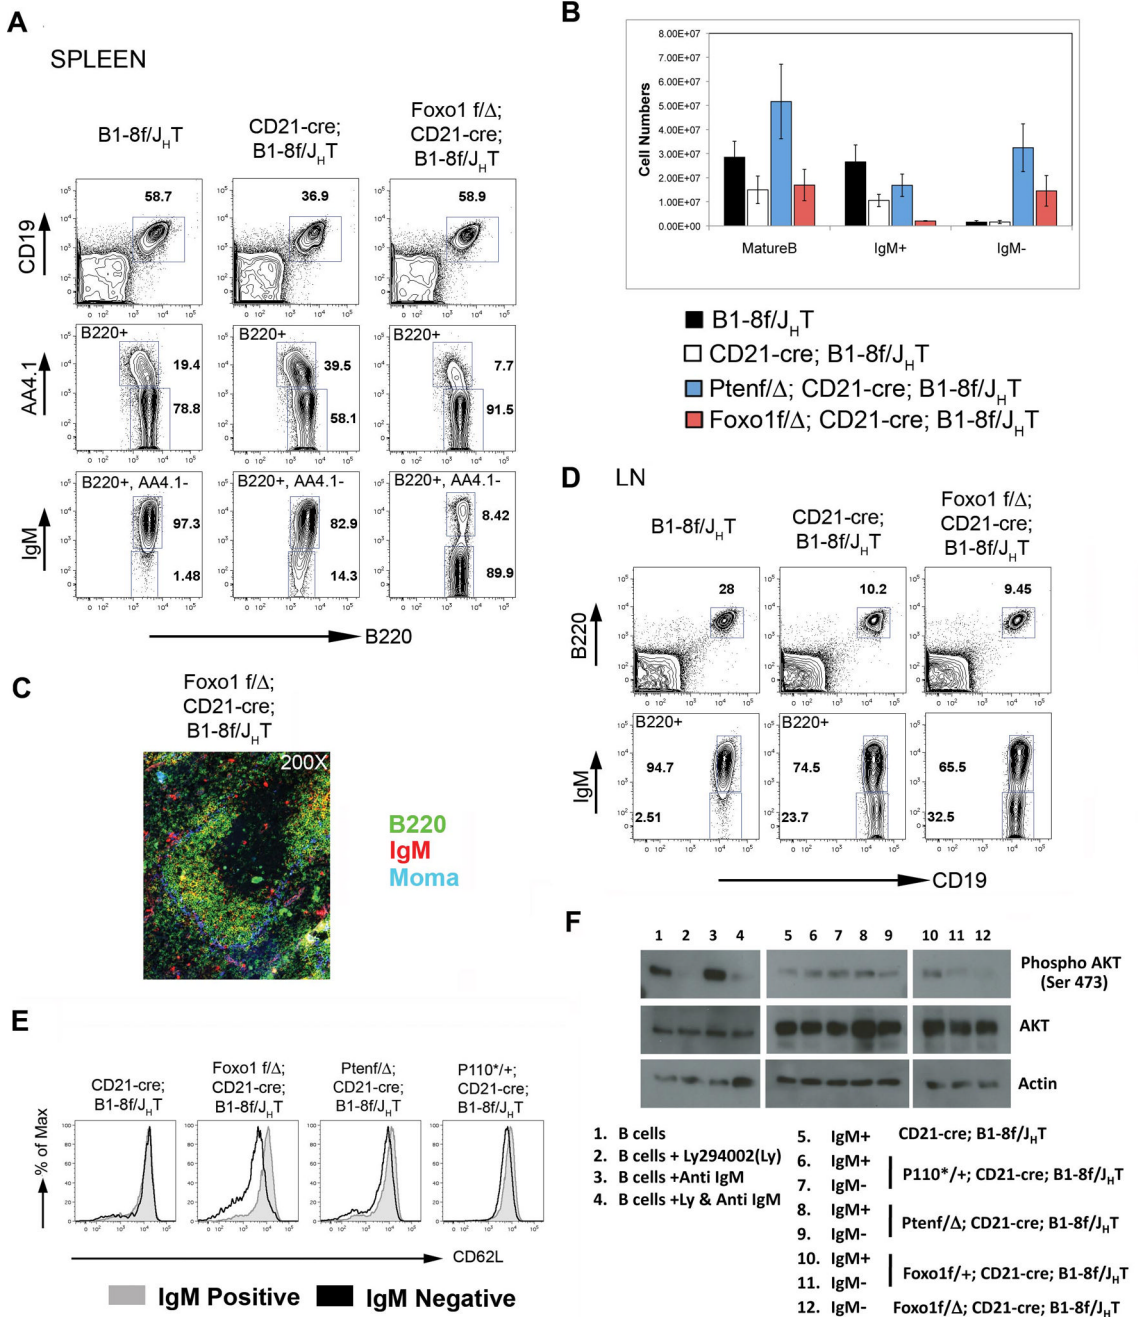 A
SPLEEN
B1-8f/JHT
CD21-cre;
B1-8f/JHT
Foxo1 f/Δ;
CD21-cre;
B1-8f/JHT
58.7
36.9
58.9
CD19
B220+
B220+
B220+
19.4
39.5
7.7
AA4.1
78.8
58.1
91.5
B220+, AA4.1-
B220+, AA4.1-
B220+, AA4.1-
97.3
82.9
8.42
IgM
1.48
14.3
89.9
B220
B
8.00E+07
7.00E+07
6.00E+07
5.00E+07
4.00E+07
3.00E+07
2.00E+07
1.00E+07
0.00E+00
Cell Numbers
MatureB
IgM+
IgM-
B1-8f/JHT
CD21-cre; B1-8f/JHT
Ptenf/Δ; CD21-cre; B1-8f/JHT
Foxo1f/Δ; CD21-cre; B1-8f/JHT
C
Foxo1 f/Δ;
CD21-cre;
B1-8f/JHT
200X
B220
IgM
Moma
D
LN
B1-8f/JHT
CD21-cre;
B1-8f/JHT
Foxo1 f/Δ;
CD21-cre;
B1-8f/JHT
28
10.2
9.45
B220
B220+
B220+
94.7
74.5
65.5
IgM
2.51
23.7
32.5
CD19
E
CD21-cre;
B1-8f/JHT
Foxo1 f/Δ;
CD21-cre;
B1-8f/JHT
Ptenf/Δ;
CD21-cre;
B1-8f/JHT
P110*/+;
CD21-cre;
B1-8f/JHT
% of Max
CD62L
IgM Positive
IgM Negative
F
1 2 3 4 5 6 7 8 9 10 11 12
Phospho AKT
(Ser 473)
AKT
Actin
1. B cells
2. B cells + Ly294002(Ly)
3. B cells +Anti IgM
4. B cells +Ly & Anti IgM
5. IgM+ CD21-cre; B1-8f/JHT
6. IgM+
P110*/+; CD21-cre; B1-8f/JHT
7. IgM-
8. IgM+
Ptenf/Δ; CD21-cre; B1-8f/JHT
9. IgM-
10. IgM+
Foxo1f/+; CD21-cre; B1-8f/JHT
11. IgM-
12. IgM- Foxo1f/Δ; CD21-cre; B1-8f/JHT